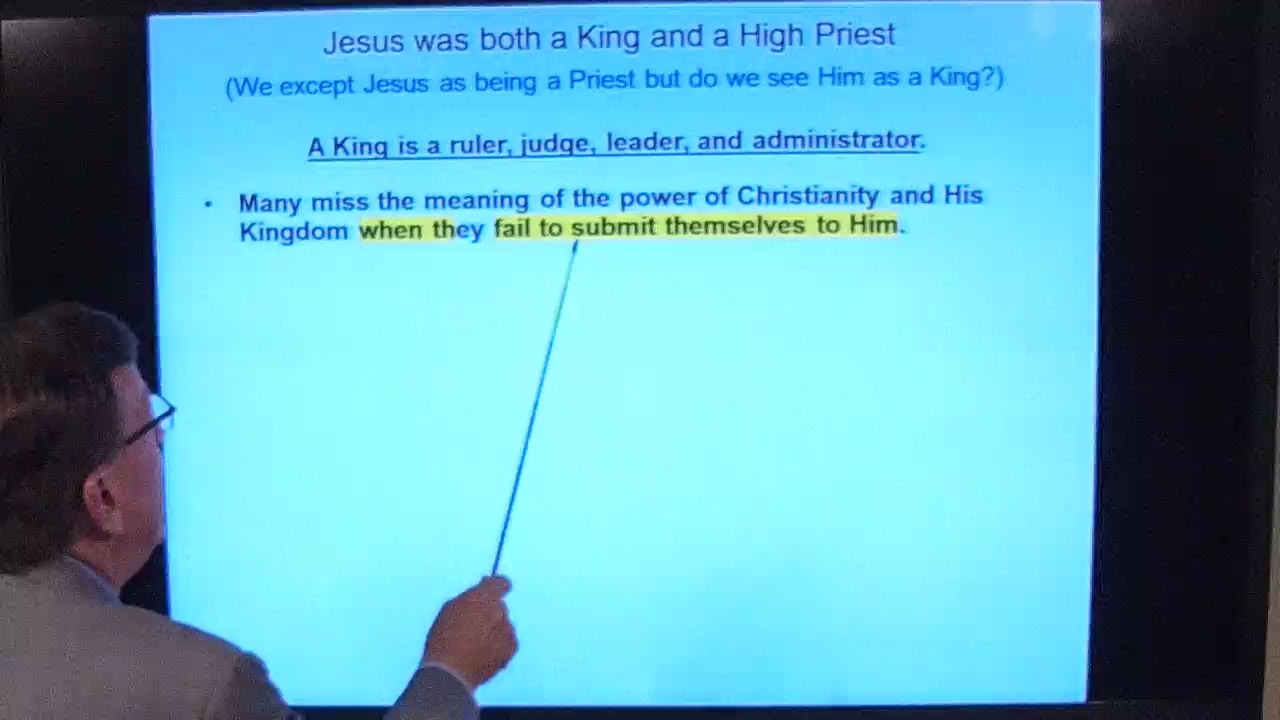 Jesus was both a King and a High Priest
(We except Jesus as being a Priest but do we see Him as a King?)
A King is a ruler, judge, leader, and administrator.
• Many miss the meaning of the power of Christianity and His
Kingdom when they fail to submit themselves to Him.